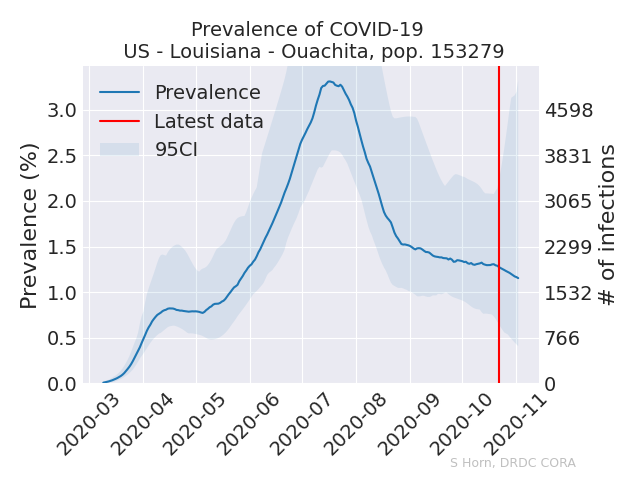 Prevalence of COVID-19
US - Louisiana - Ouachita, pop. 153279
Prevalence
Latest data
95CI
Prevalence (%)
3.0
2.5
2.0
1.5
1.0
0.5
0.0
4598
3831
3065
2299
1532
766
0
# of infections
2020-03
2020-04
2020-05
2020-06
2020-07
2020-08
2020-09
2020-10
2020-11
S Horn, DRDC CORA